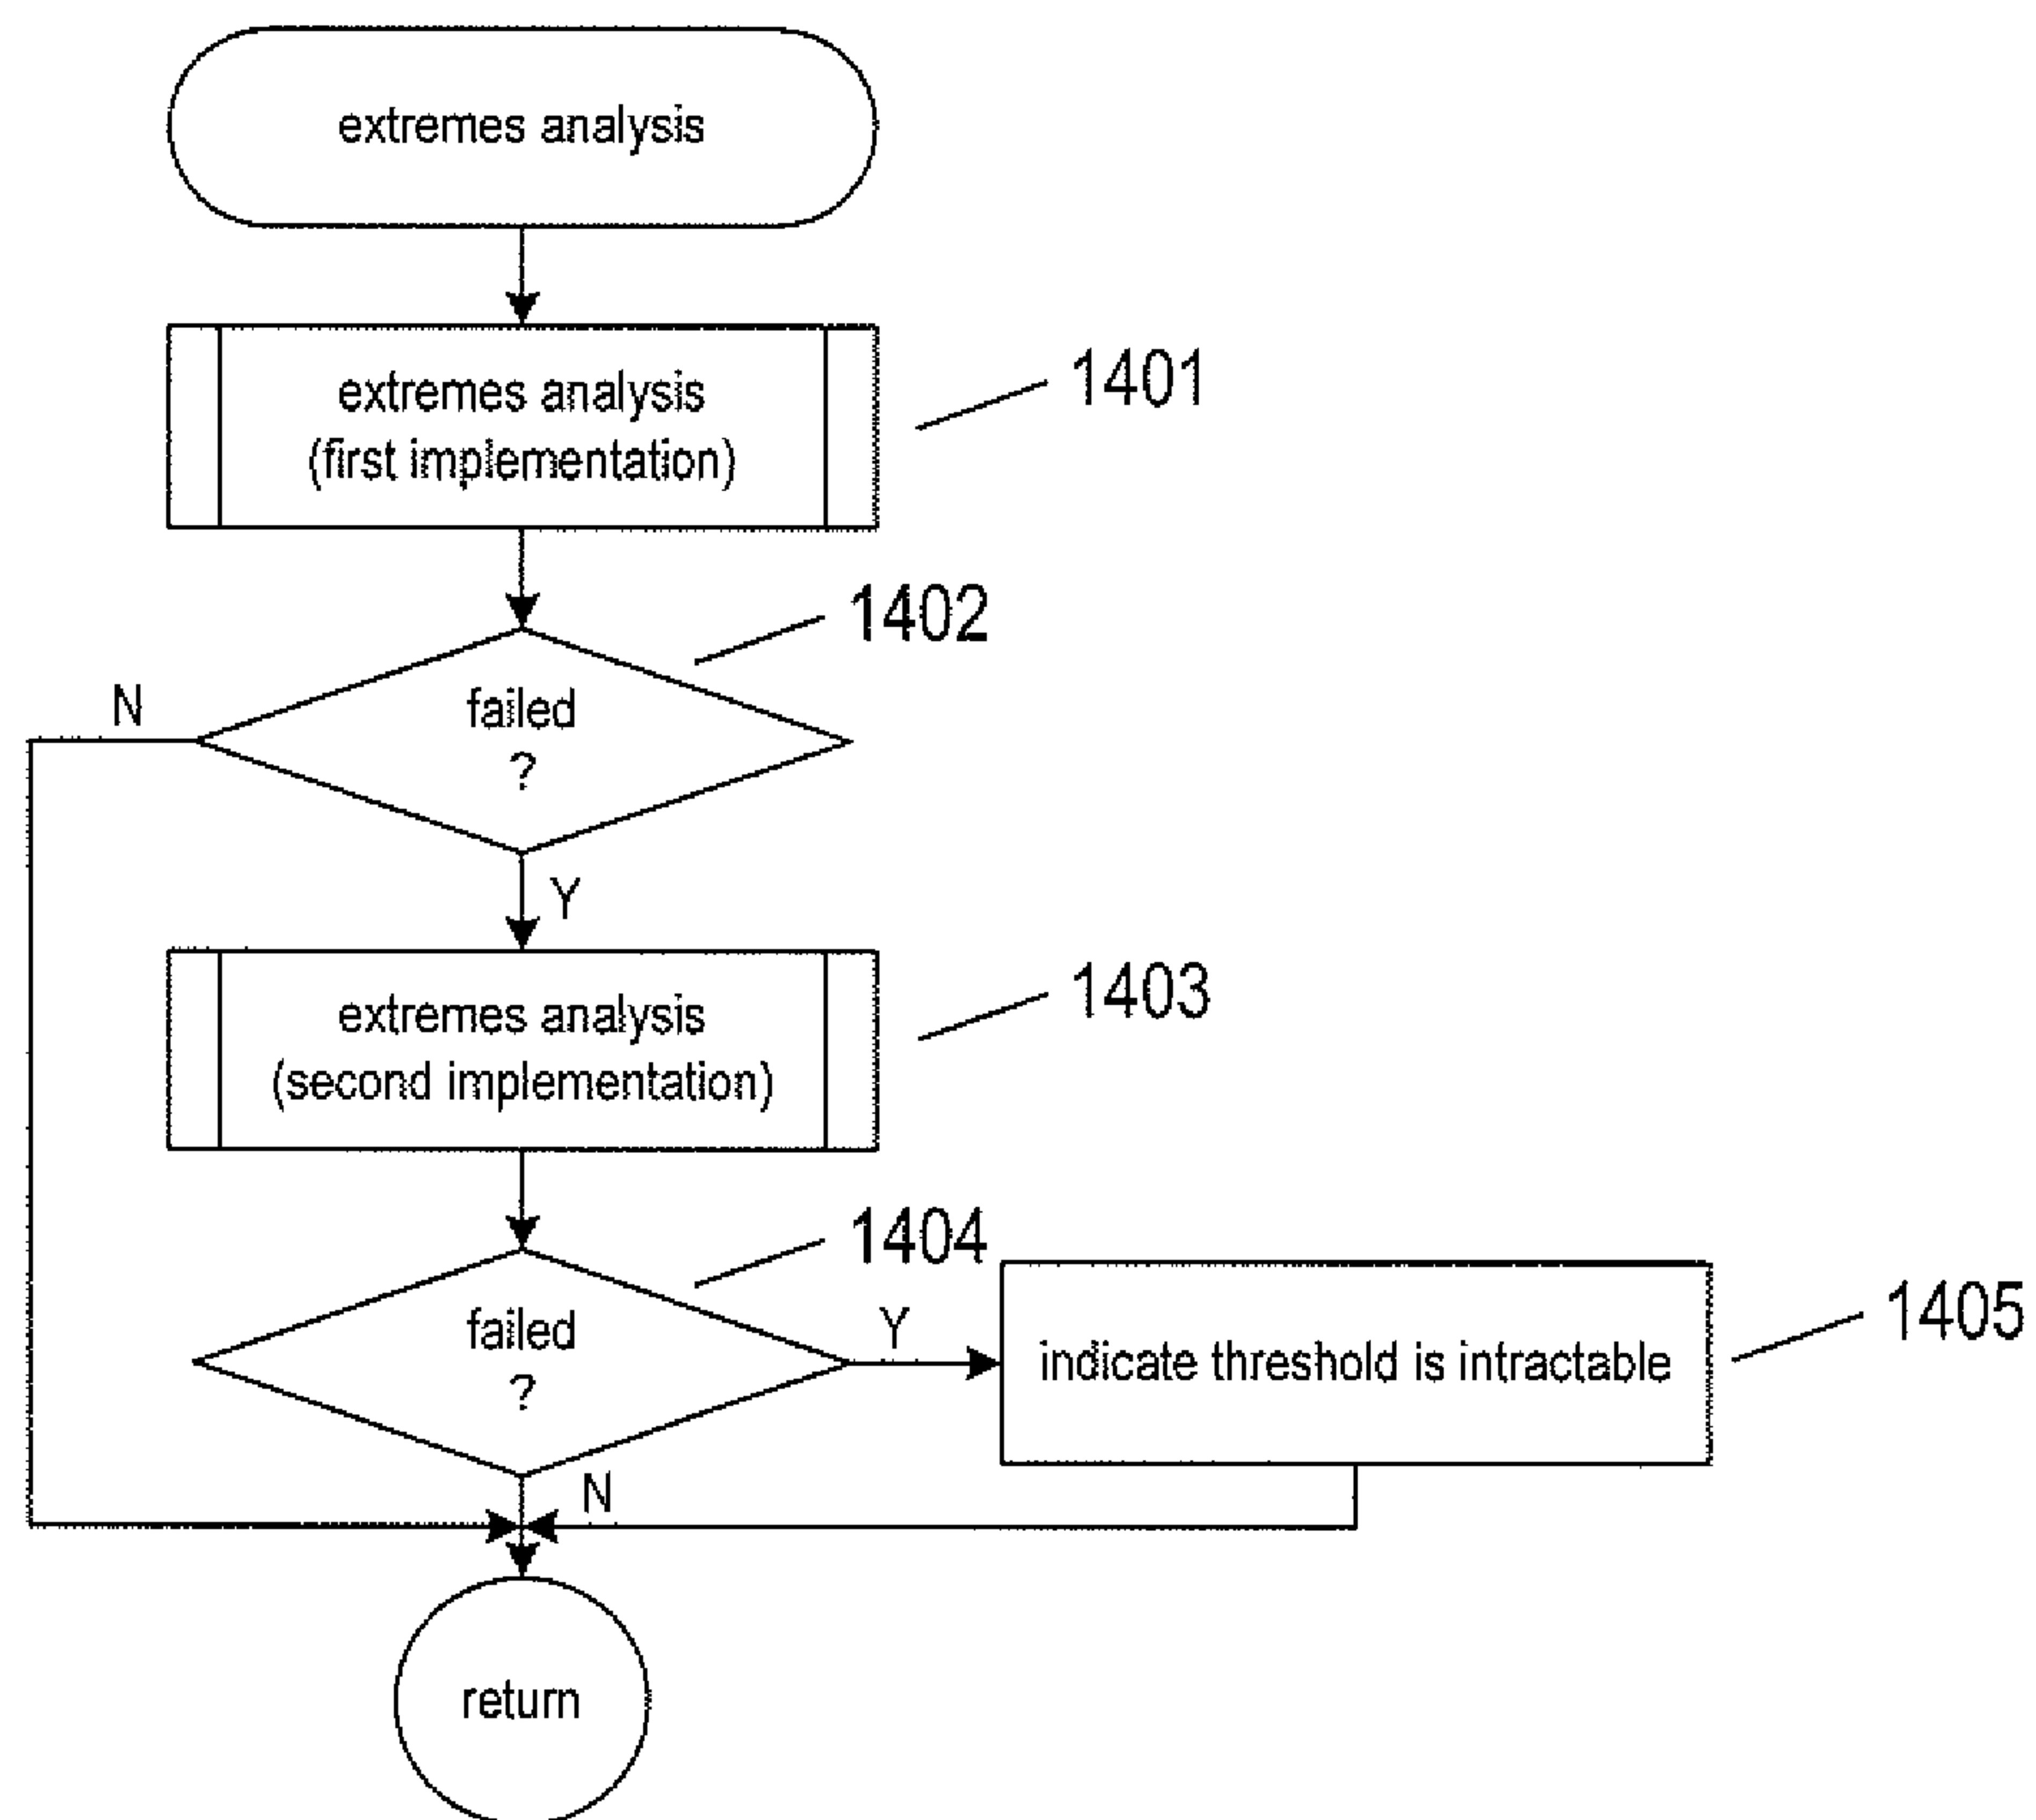 extremes analysis
extremes analysis
(first implementation)
1401
1402
failed
?
N
Y
extremes analysis
(second implementation)
1403
1404
failed
?
Y
indicate threshold is intractable
1405
N
return